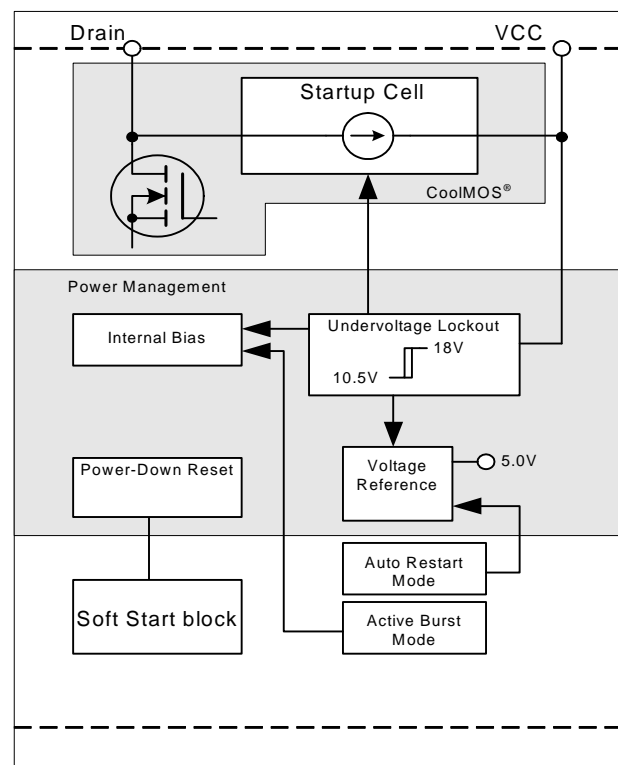 Drain
VCC
Startup Cell
CoolMOS®
Power Management
Internal Bias
Undervoltage Lockout
18V
10.5V
Power-Down Reset
Voltage
Reference
5.0V
Auto Restart
Mode
Soft Start block
Active Burst
Mode